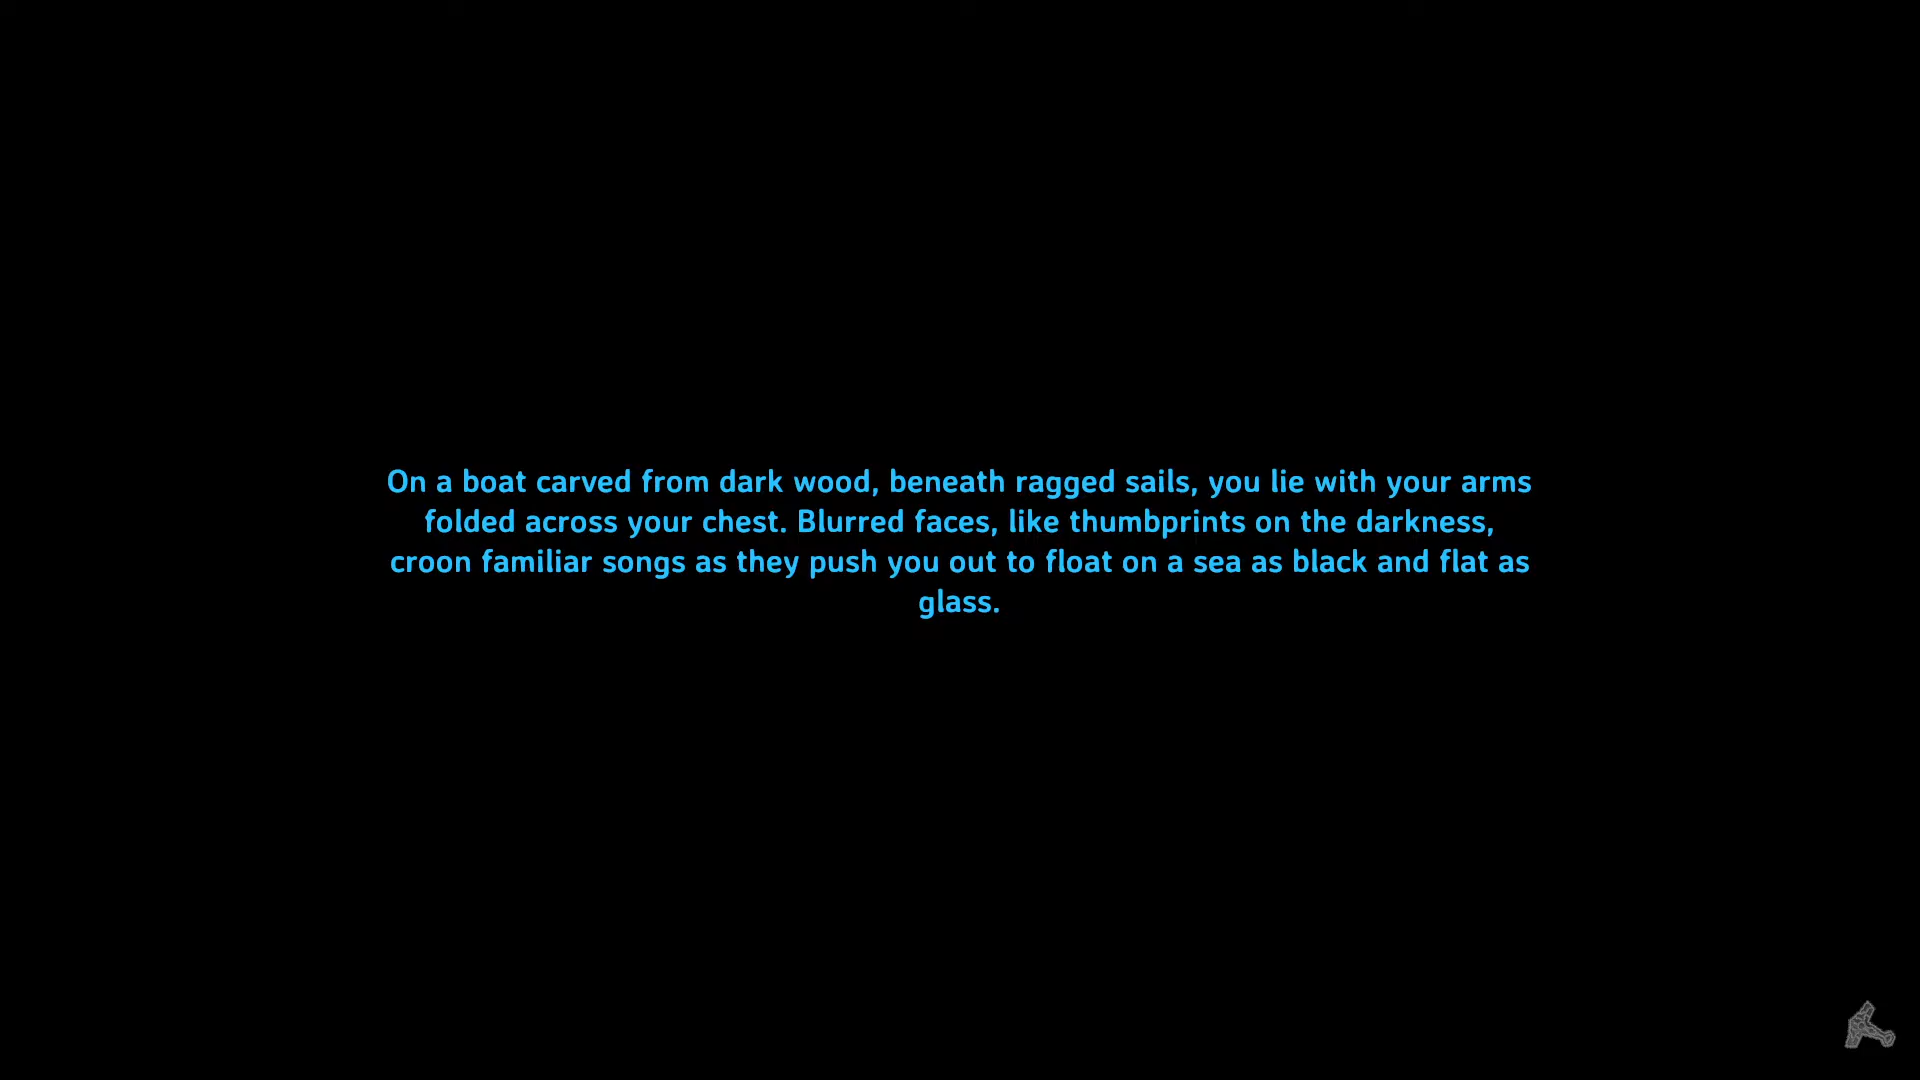 On a boat carved from dark wood, beneath ragged sails, you lie with your arms
folded across your chest. Blurred faces, like thumbprints on the darkness,
croon familiar songs as they push you out to float on a sea as black and flat as
glass.